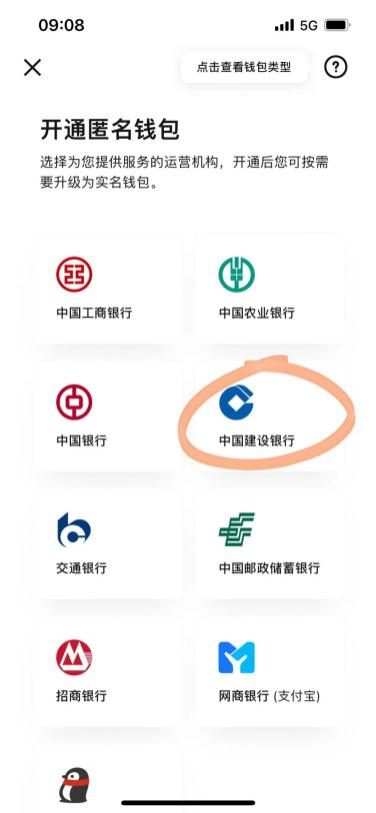 09:08
5G
点击查看钱包类型
?
开通匿名钱包
选择为您提供服务的运营机构，开通后您可按需
要升级为实名钱包。
中国工商银行
中国农业银行
中国银行
中国建设银行
交通银行
中国邮政储蓄银行
招商银行
网商银行 (支付宝)